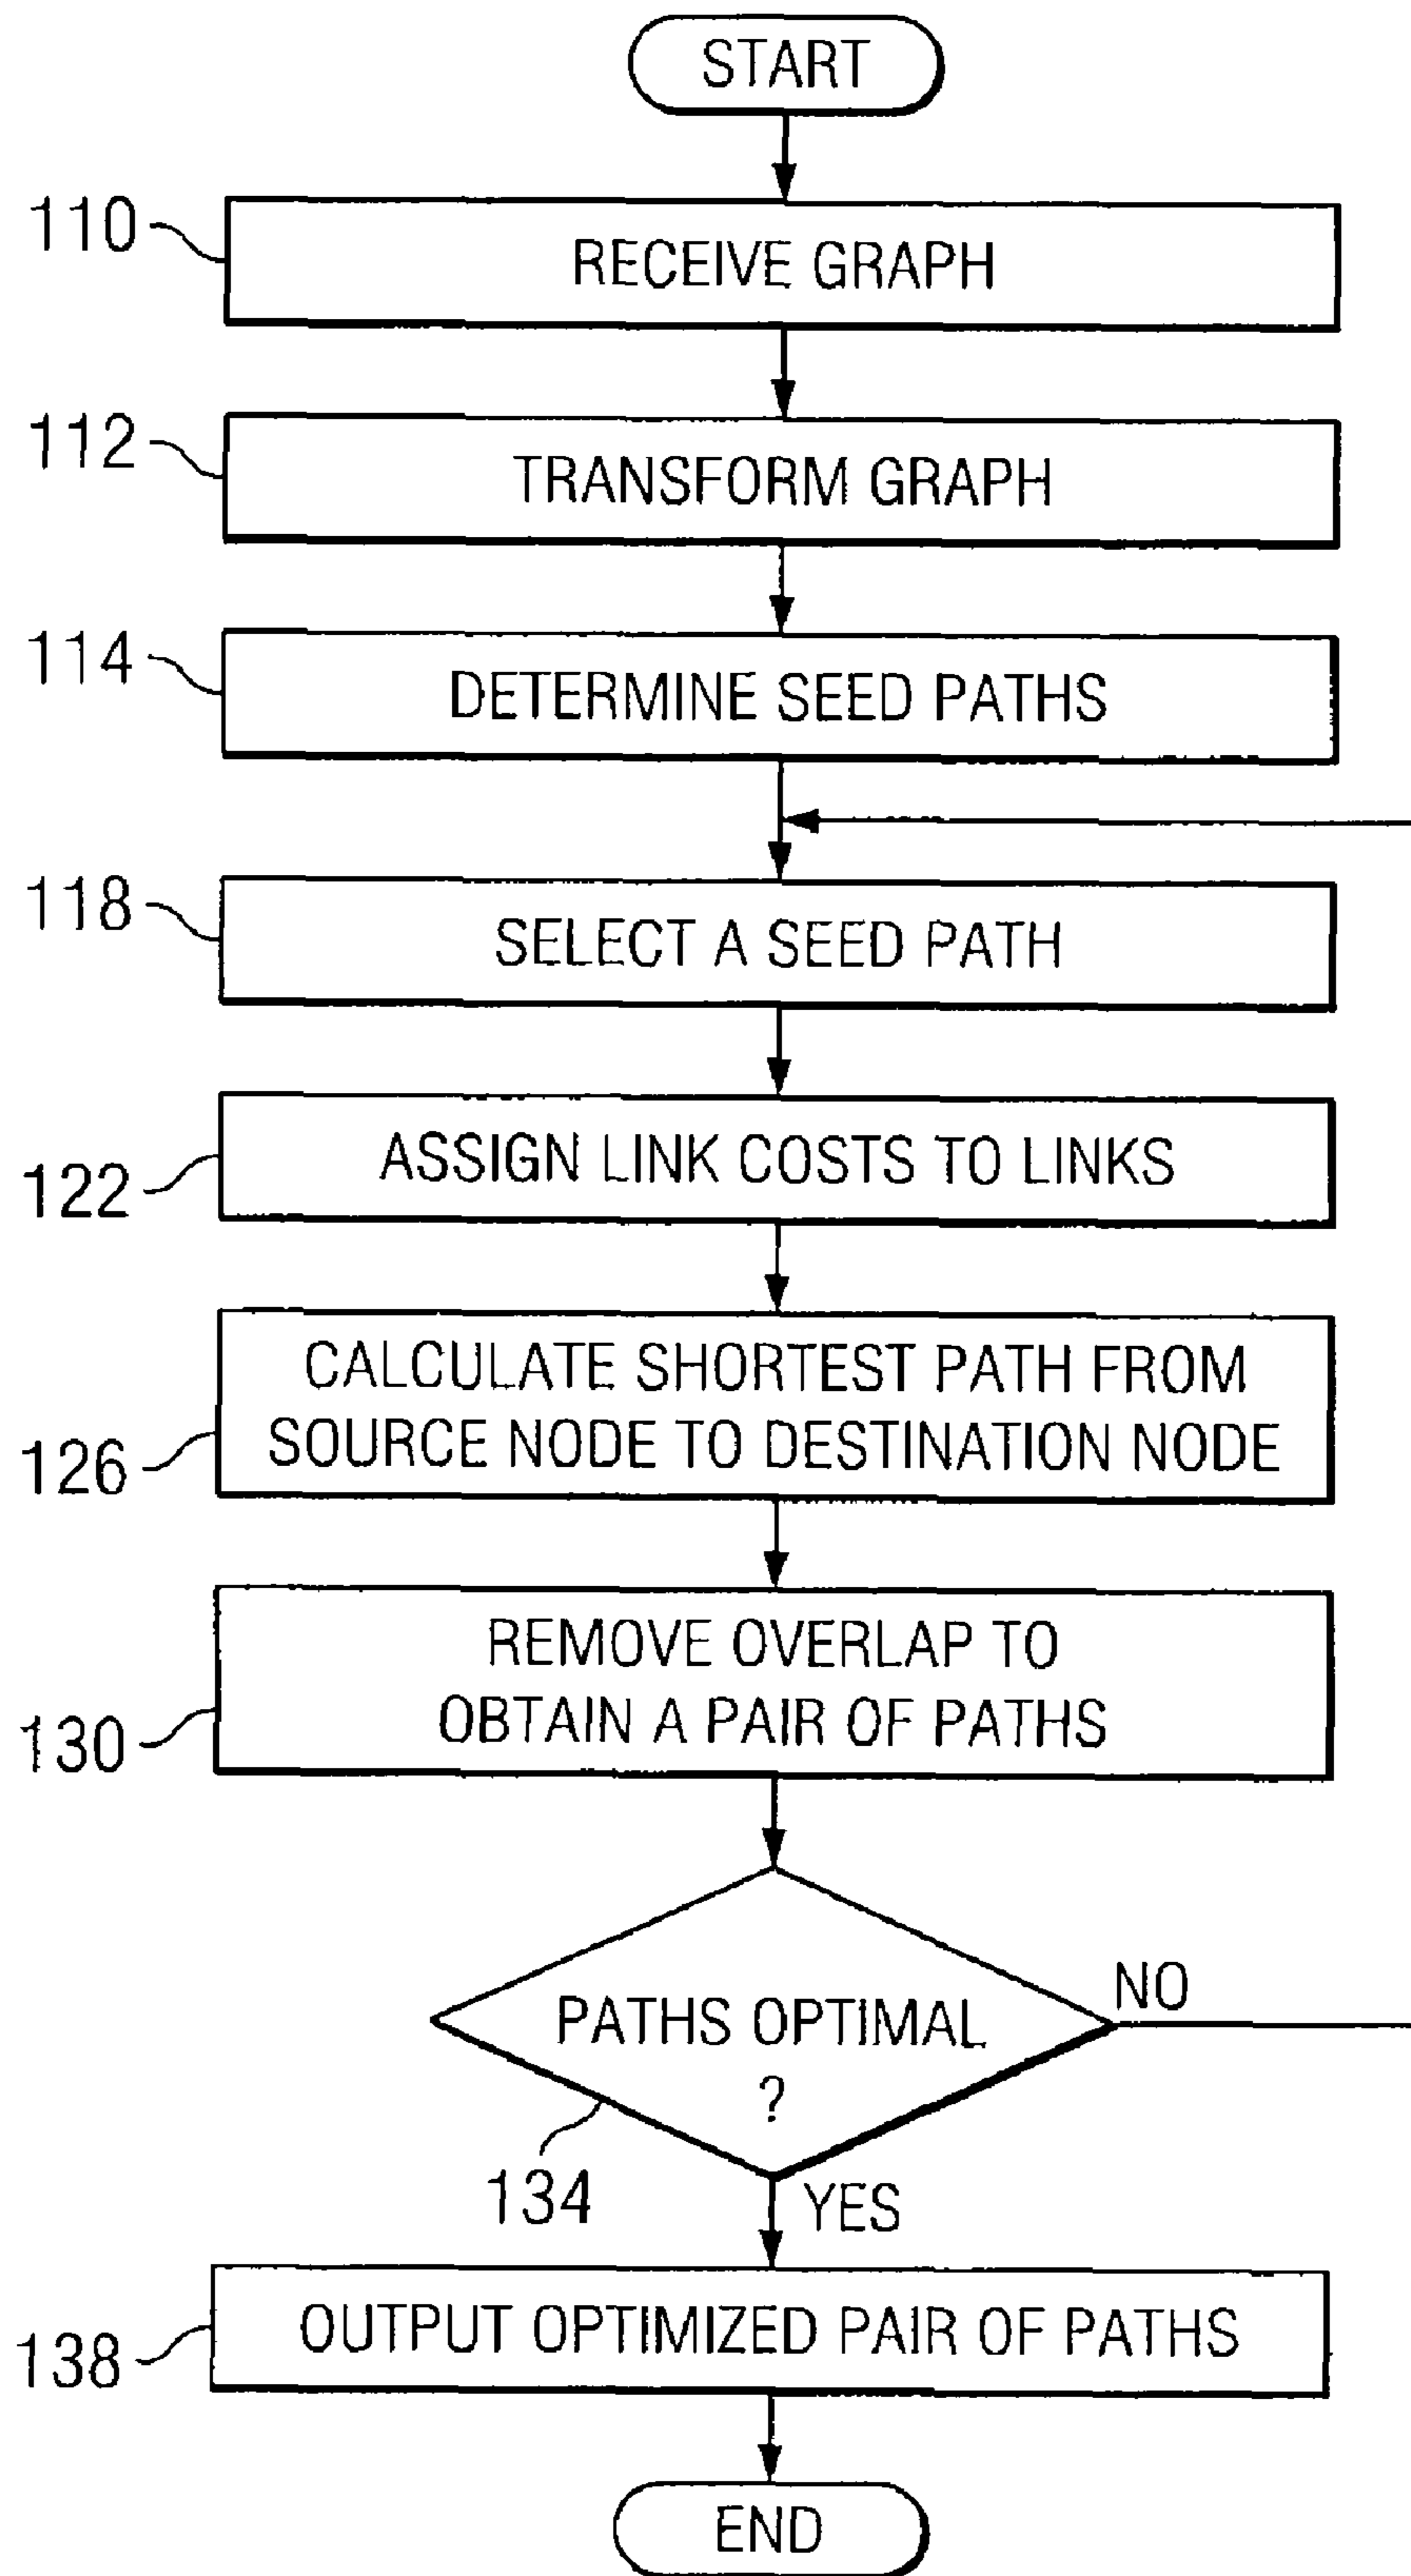 START
110
RECEIVE GRAPH
112
TRANSFORM GRAPH
114
DETERMINE SEED PATHS
118
SELECT A SEED PATH
122
ASSIGN LINK COSTS TO LINKS
126
CALCULATE SHORTEST PATH FROM
SOURCE NODE TO DESTINATION NODE
130
REMOVE OVERLAP TO
OBTAIN A PAIR OF PATHS
PATHS OPTIMAL
?
NO
134
YES
138
OUTPUT OPTIMIZED PAIR OF PATHS
END